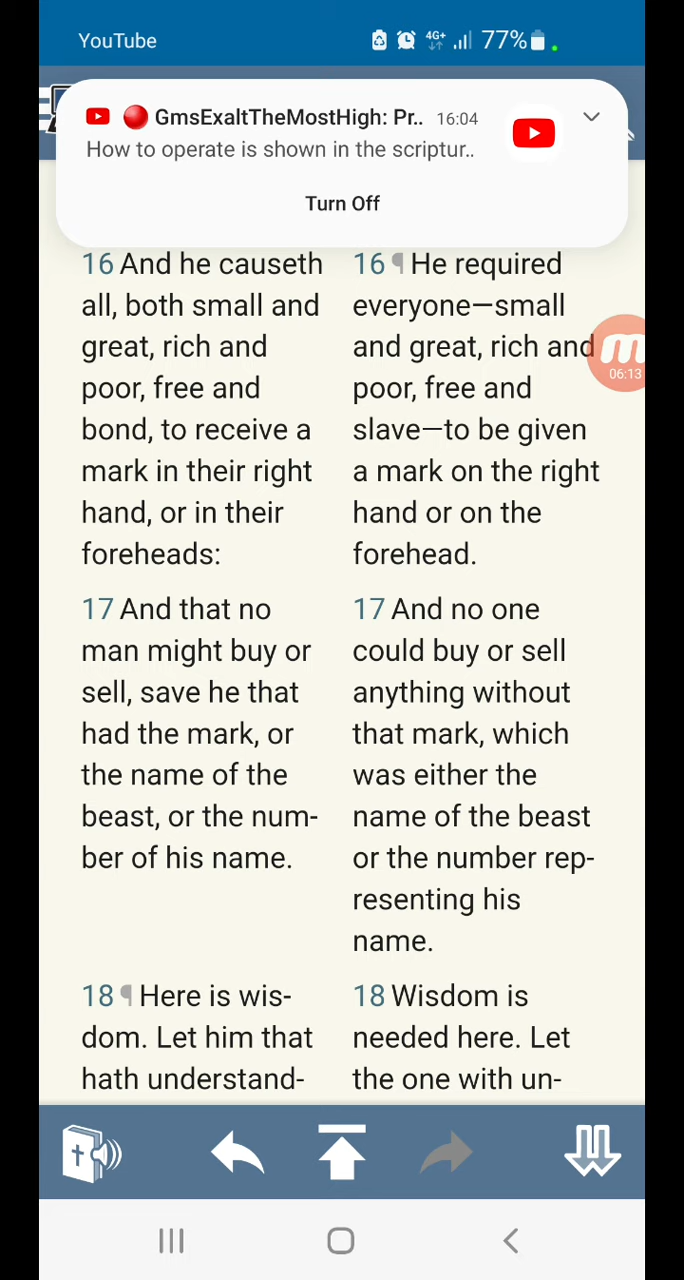 YouTube 4G+ 77%
GmsExaltTheMostHigh: Pr.. 16:04
How to operate is shown in the scriptur..
Turn Off
16 And he causeth
all, both small and
great, rich and
poor, free and
bond, to receive a
mark in their right
hand, or in their
foreheads:
17 And that no
man might buy or
sell, save he that
had the mark, or
the name of the
beast, or the num-
ber of his name.
18 ¶ Here is wis-
dom. Let him that
hath understand-
16 ¶ He required
everyone—small
and great, rich and
poor, free and
slave—to be given
a mark on the right
hand or on the
forehead.
17 And no one
could buy or sell
anything without
that mark, which
was either the
name of the beast
or the number rep-
resenting his
name.
18 Wisdom is
needed here. Let
the one with un-
06:13